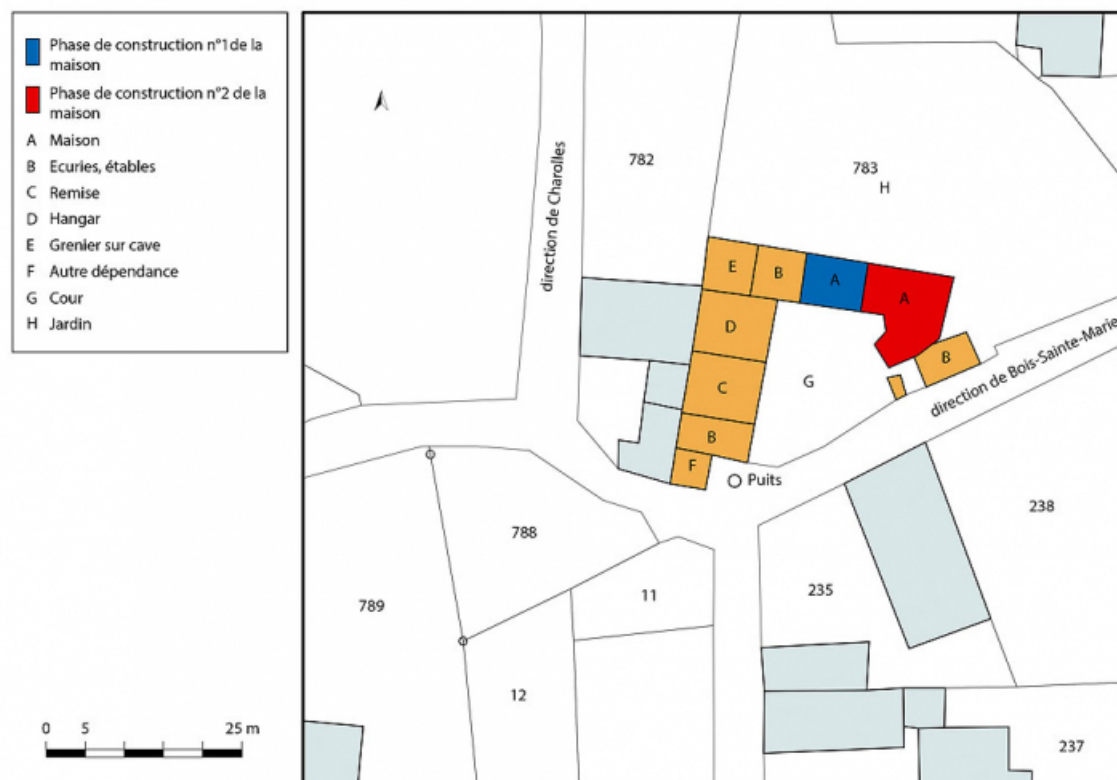 Phase de construction n°1de la
maison
Phase de construction n°2 de la
maison
A Maison
B Ecuries, étables
C Remise
D Hangar
E Grenier sur cave
F Autre dépendance
G Cour
H Jardin
0 5 25 m
782
783
H
direction de Charolles
E
B
A
A
D
B
G
C
direction de Bois-Sainte-Marie
B
F
Puits
788
238
789
11
235
12
237